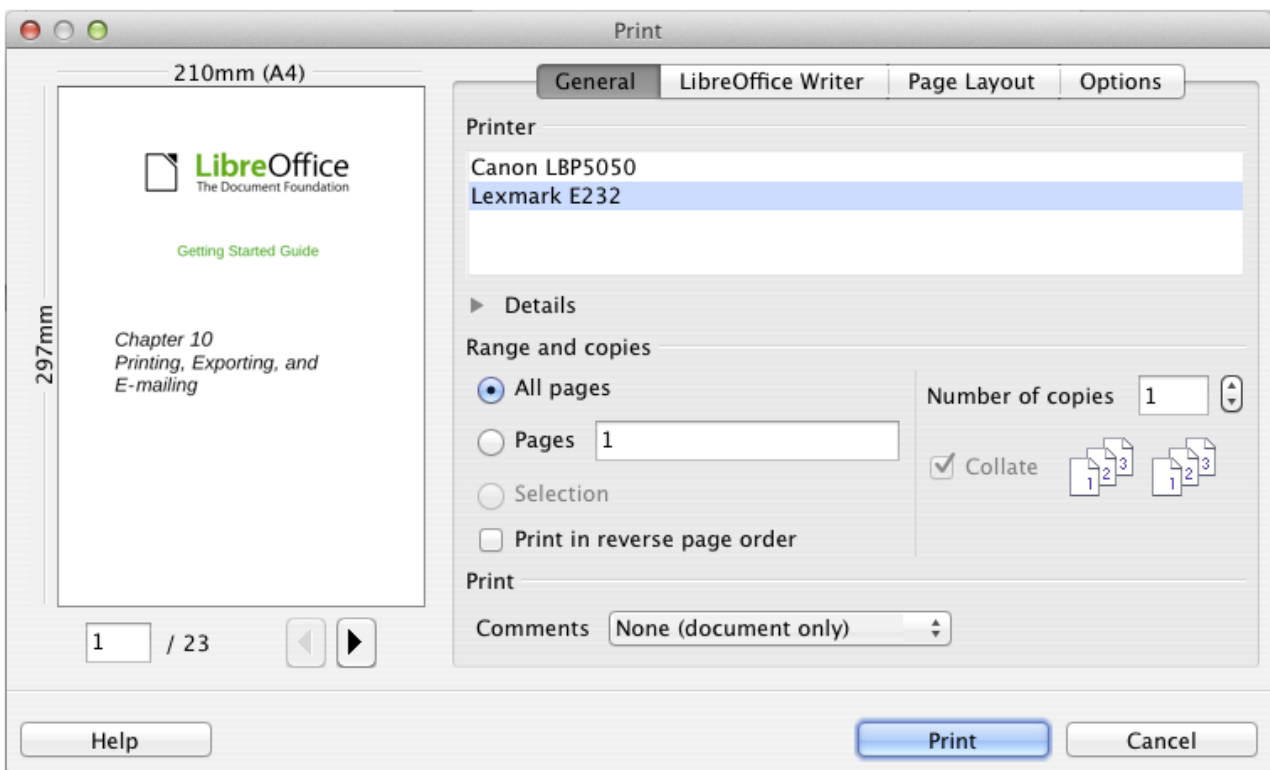 Print
210mm (A4)
297mm
LibreOffice
The Document Foundation
Getting Started Guide
Chapter 10
Printing, Exporting, and
E-mailing
1 / 23
General LibreOffice Writer Page Layout Options
Printer
Canon LBP5050
Lexmark E232
Details
Range and copies
All pages
Pages 1
Selection
Print in reverse page order
Number of copies 1
Collate 1 2 3 1 2 3
Print
Comments None (document only)
Help Print Cancel